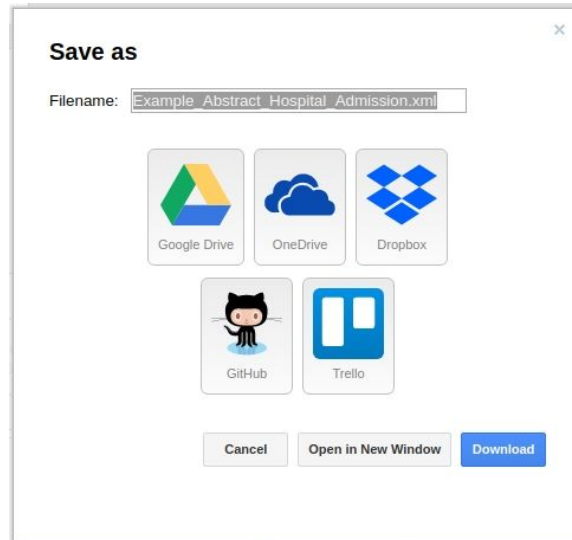 ×
Save as
Filename: Example_Abstract_Hospital_Admission.xml
Google Drive OneDrive Dropbox
GitHub Trello
Cancel Open in New Window Download